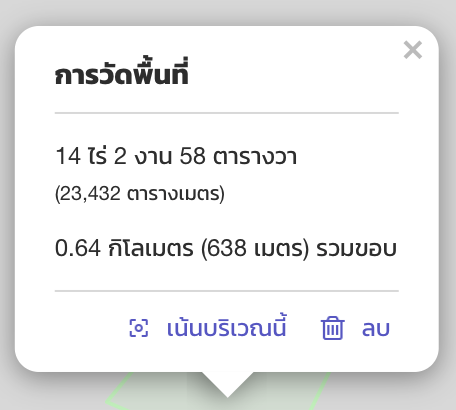 การวัดพื้นที่
14 ไร่ 2 งาน 58 ตารางวา
(23,432 ตารางเมตร)
0.64 กิโลเมตร (638 เมตร) รวมขอบ
เน้นบริเวณนี้ ลบ